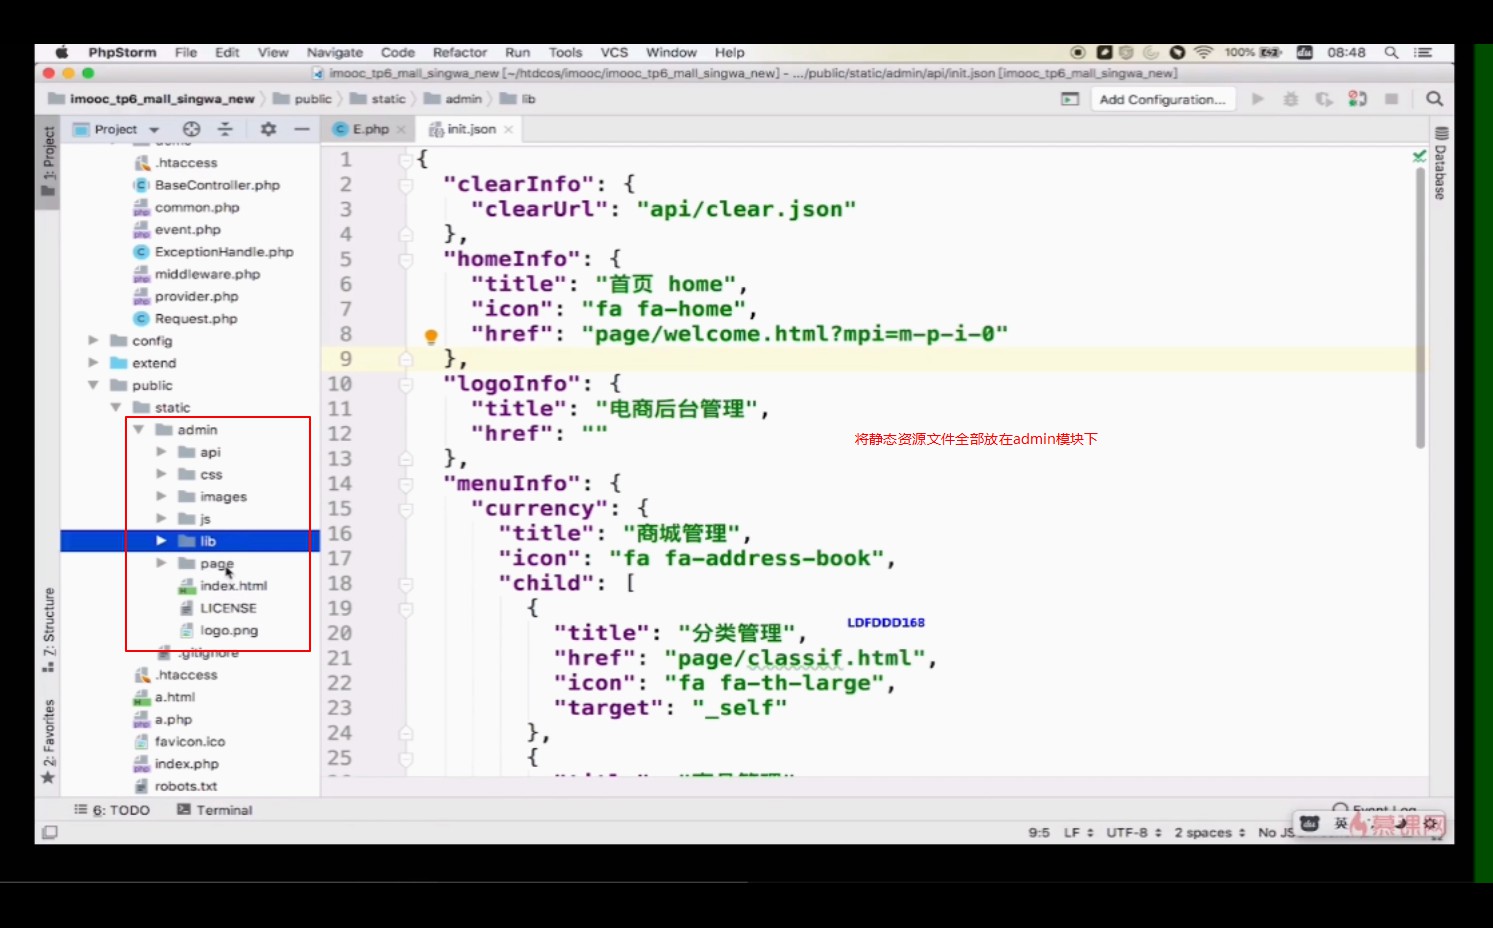 PhpStorm File Edit View Navigate Code Refactor Run Tools VCS Window Help 100% 08:48
imooc_tp6_mall_singwa_new [~/htdcos/imooc/imooc_tp6_mall_singwa_new] - .../public/static/admin/api/init.json [imooc_tp6_mall_singwa_new]
imooc_tp6_mall_singwa_new public static admin lib Add Configuration...
1: Project
Project
E.php
init.json
Database
.htaccess
BaseController.php
common.php
event.php
ExceptionHandle.php
middleware.php
provider.php
Request.php
config
extend
public
static
admin
api
css
images
js
lib
page
index.html
LICENSE
logo.png
.gitignore
.htaccess
a.html
a.php
favicon.ico
index.php
robots.txt
7: Structure
2: Favorites
1 {
2 "clearInfo": {
3 "clearUrl": "api/clear.json"
4 },
5 "homeInfo": {
6 "title": "首页 home",
7 "icon": "fa fa-home",
8 "href": "page/welcome.html?mpi=m-p-i-0"
9 },
10 "logoInfo": {
11 "title": "电商后台管理",
12 "href": ""
13 },
14 "menuInfo": {
15 "currency": {
16 "title": "商城管理",
17 "icon": "fa fa-address-book",
18 "child": [
19 {
20 "title": "分类管理",
21 "href": "page/classif.html",
22 "icon": "fa fa-th-large",
23 "target": "_self"
24 },
25 {
将静态资源文件全部放在admin模块下
LDFDDD168
6: TODO Terminal Event Log
9:5 LF UTF-8 2 spaces No JS
英
慕课网